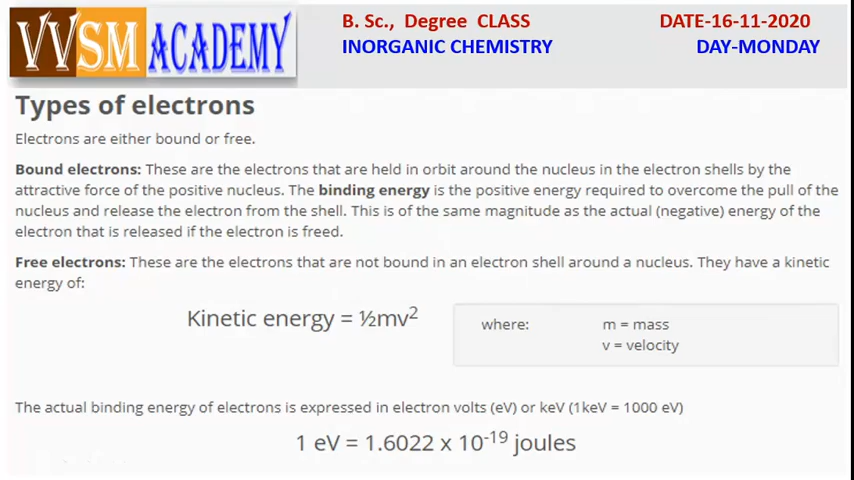 VVSM ACADEMY
B. Sc., Degree CLASS
DATE-16-11-2020
INORGANIC CHEMISTRY
DAY-MONDAY
Types of electrons
Electrons are either bound or free.
Bound electrons: These are the electrons that are held in orbit around the nucleus in the electron shells by the
attractive force of the positive nucleus. The binding energy is the positive energy required to overcome the pull of the
nucleus and release the electron from the shell. This is of the same magnitude as the actual (negative) energy of the
electron that is released if the electron is freed.
Free electrons: These are the electrons that are not bound in an electron shell around a nucleus. They have a kinetic
energy of:
Kinetic energy = ½mv²
where: m = mass
v = velocity
The actual binding energy of electrons is expressed in electron volts (eV) or keV (1keV = 1000 eV)
1 eV = 1.6022 x 10⁻¹⁹ joules